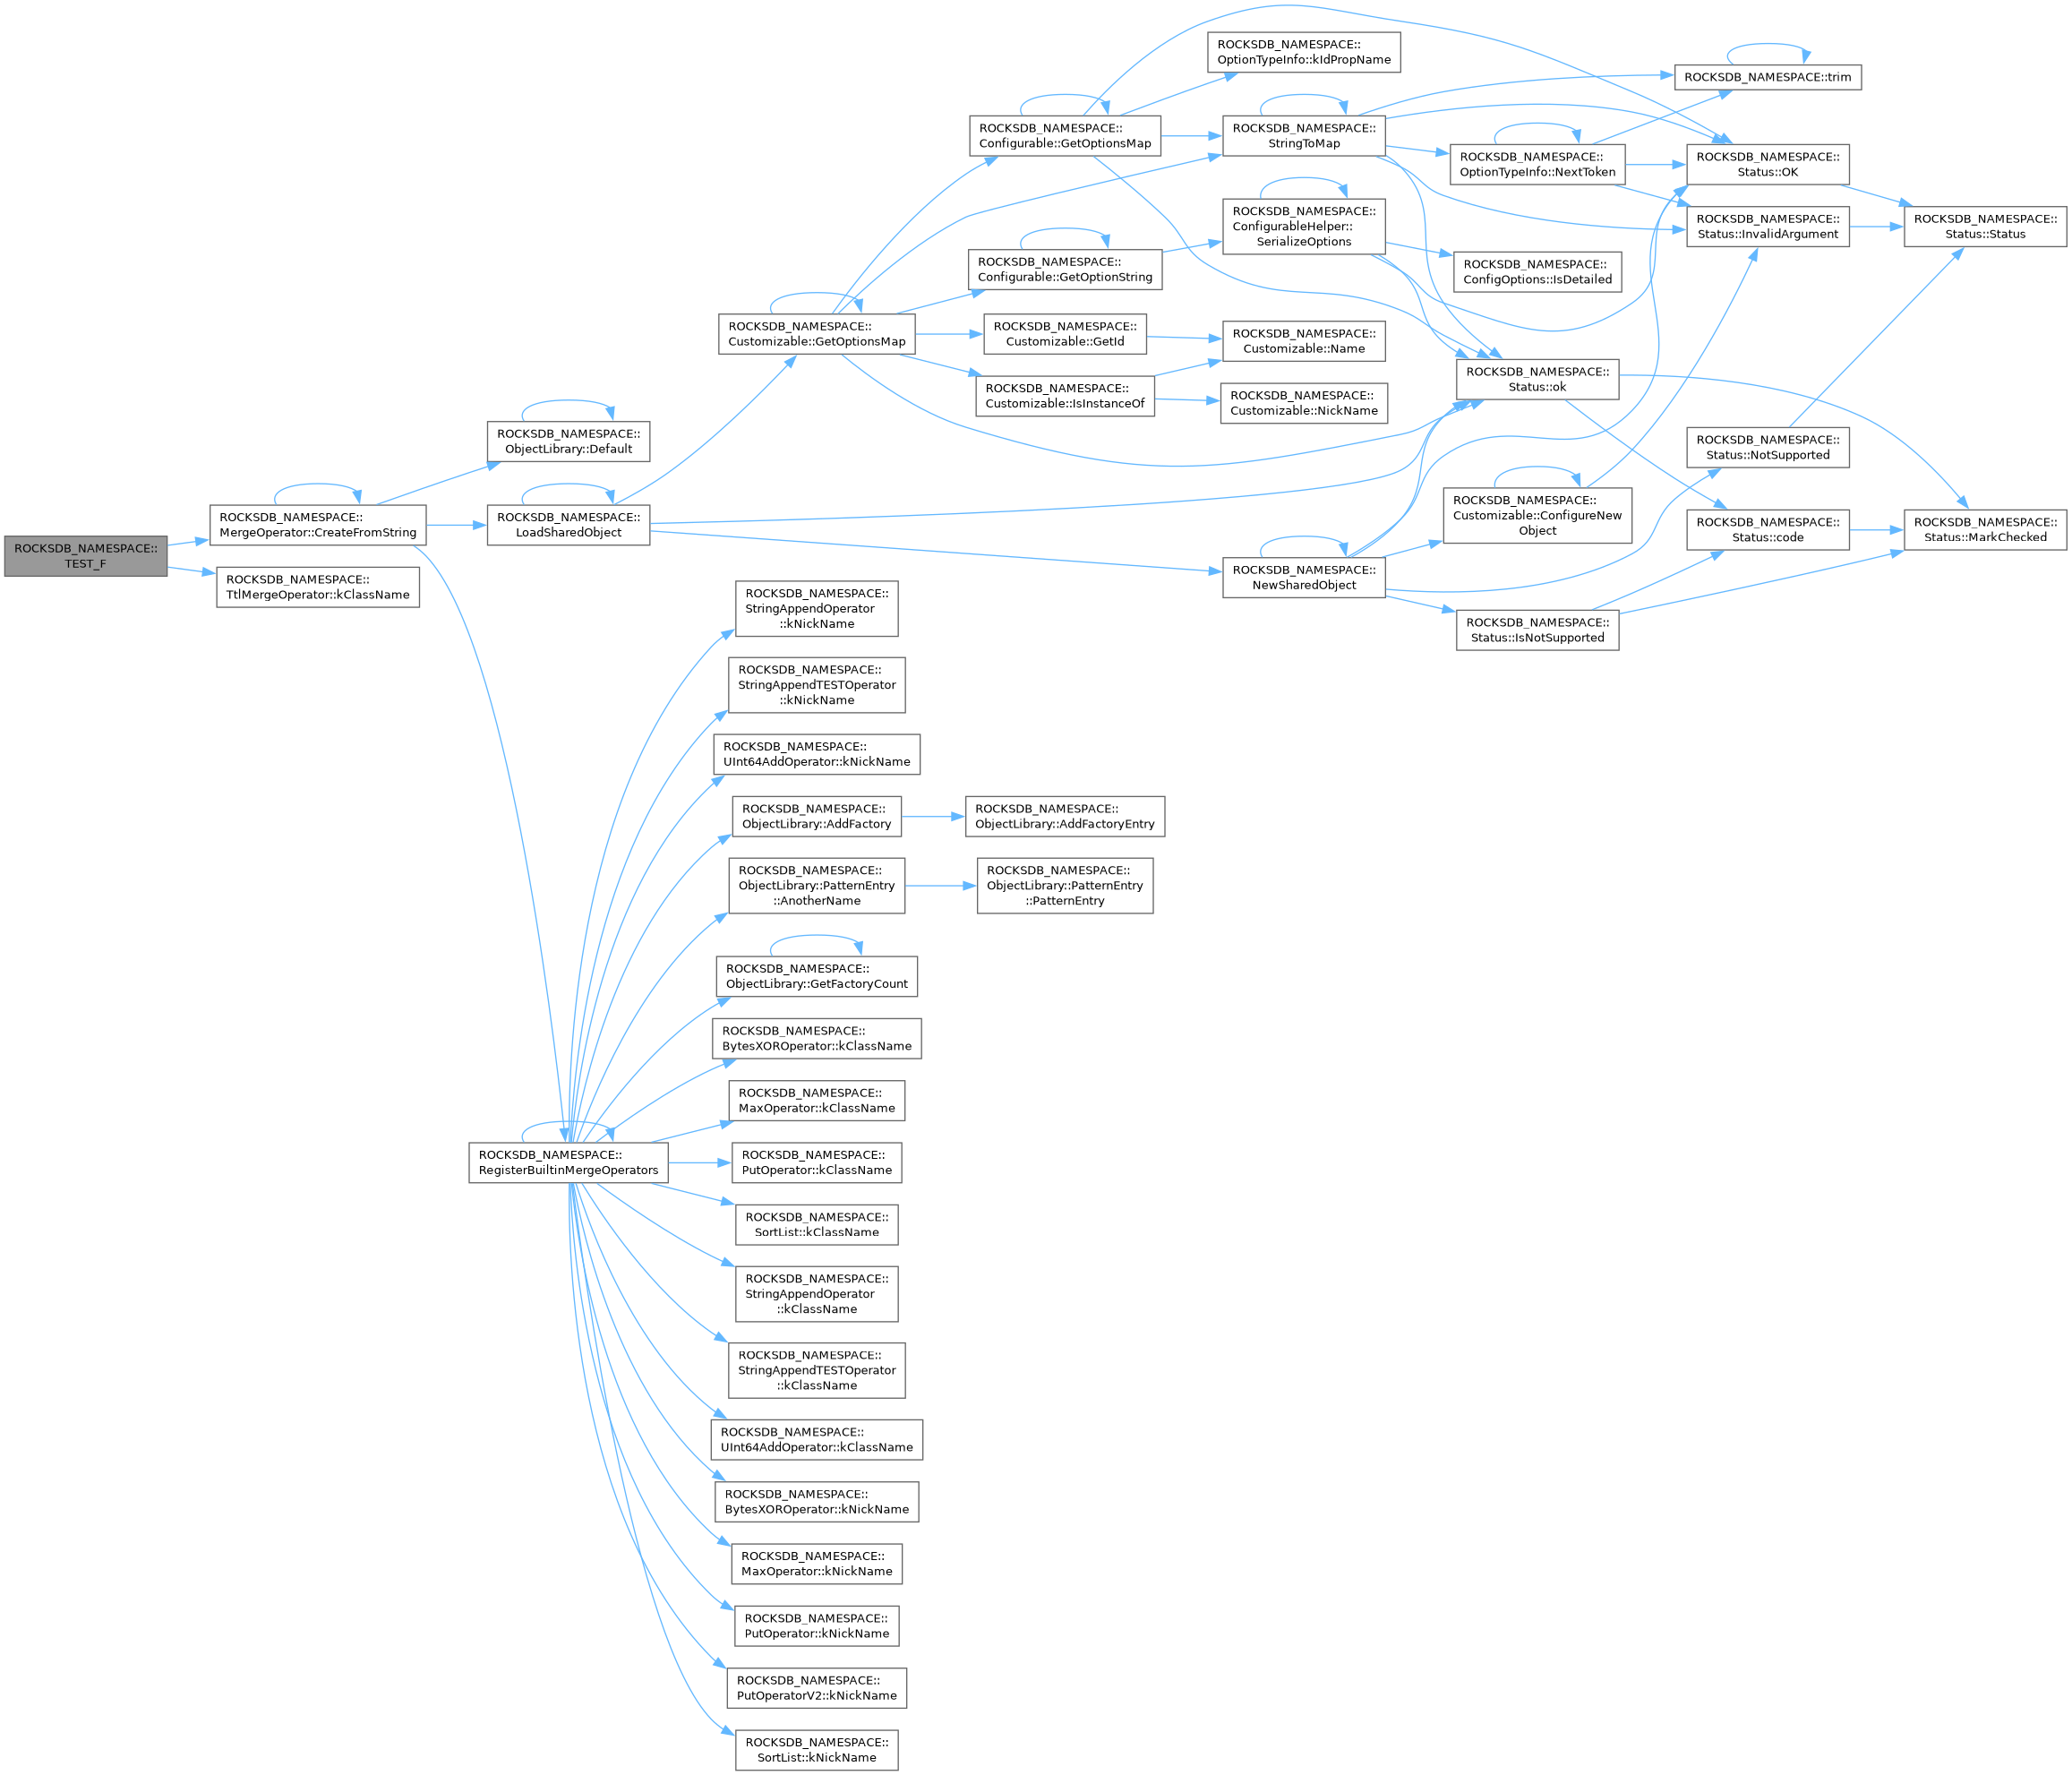 ROCKSDB_NAMESPACE::
TEST_F
ROCKSDB_NAMESPACE::
MergeOperator::CreateFromString
ROCKSDB_NAMESPACE::
TtlMergeOperator::kClassName
ROCKSDB_NAMESPACE::
ObjectLibrary::Default
ROCKSDB_NAMESPACE::
LoadSharedObject
ROCKSDB_NAMESPACE::
RegisterBuiltinMergeOperators
ROCKSDB_NAMESPACE::
Customizable::GetOptionsMap
ROCKSDB_NAMESPACE::
StringAppendOperator
::kNickName
ROCKSDB_NAMESPACE::
StringAppendTESTOperator
::kNickName
ROCKSDB_NAMESPACE::
UInt64AddOperator::kNickName
ROCKSDB_NAMESPACE::
ObjectLibrary::AddFactory
ROCKSDB_NAMESPACE::
ObjectLibrary::PatternEntry
::AnotherName
ROCKSDB_NAMESPACE::
ObjectLibrary::GetFactoryCount
ROCKSDB_NAMESPACE::
BytesXOROperator::kClassName
ROCKSDB_NAMESPACE::
MaxOperator::kClassName
ROCKSDB_NAMESPACE::
PutOperator::kClassName
ROCKSDB_NAMESPACE::
SortList::kClassName
ROCKSDB_NAMESPACE::
StringAppendOperator
::kClassName
ROCKSDB_NAMESPACE::
StringAppendTESTOperator
::kClassName
ROCKSDB_NAMESPACE::
UInt64AddOperator::kClassName
ROCKSDB_NAMESPACE::
BytesXOROperator::kNickName
ROCKSDB_NAMESPACE::
MaxOperator::kNickName
ROCKSDB_NAMESPACE::
PutOperator::kNickName
ROCKSDB_NAMESPACE::
PutOperatorV2::kNickName
ROCKSDB_NAMESPACE::
SortList::kNickName
ROCKSDB_NAMESPACE::
Configurable::GetOptionsMap
ROCKSDB_NAMESPACE::
Configurable::GetOptionString
ROCKSDB_NAMESPACE::
Customizable::GetId
ROCKSDB_NAMESPACE::
Customizable::IsInstanceOf
ROCKSDB_NAMESPACE::
ObjectLibrary::AddFactoryEntry
ROCKSDB_NAMESPACE::
ObjectLibrary::PatternEntry
::PatternEntry
ROCKSDB_NAMESPACE::
OptionTypeInfo::kIdPropName
ROCKSDB_NAMESPACE::
StringToMap
ROCKSDB_NAMESPACE::
ConfigurableHelper::
SerializeOptions
ROCKSDB_NAMESPACE::
Customizable::Name
ROCKSDB_NAMESPACE::
Customizable::NickName
ROCKSDB_NAMESPACE::
NewSharedObject
ROCKSDB_NAMESPACE::
OptionTypeInfo::NextToken
ROCKSDB_NAMESPACE::
ConfigOptions::IsDetailed
ROCKSDB_NAMESPACE::
Status::ok
ROCKSDB_NAMESPACE::
Customizable::ConfigureNew
Object
ROCKSDB_NAMESPACE::
Status::IsNotSupported
ROCKSDB_NAMESPACE::trim
ROCKSDB_NAMESPACE::
Status::OK
ROCKSDB_NAMESPACE::
Status::InvalidArgument
ROCKSDB_NAMESPACE::
Status::NotSupported
ROCKSDB_NAMESPACE::
Status::code
ROCKSDB_NAMESPACE::
Status::Status
ROCKSDB_NAMESPACE::
Status::MarkChecked